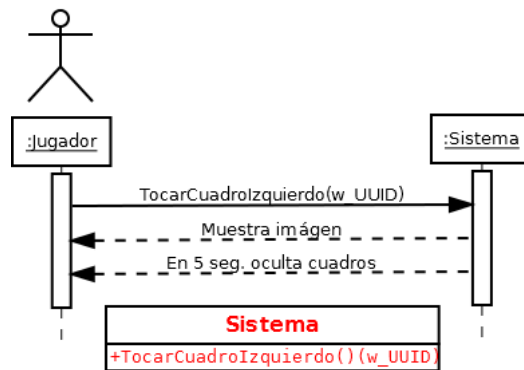 :Jugador
:Sistema
TocarCuadroIzquierdo(w_UUID)
Muestra imágen
En 5 seg. oculta cuadros
Sistema
+TocarCuadroIzquierdo()(w_UUID)